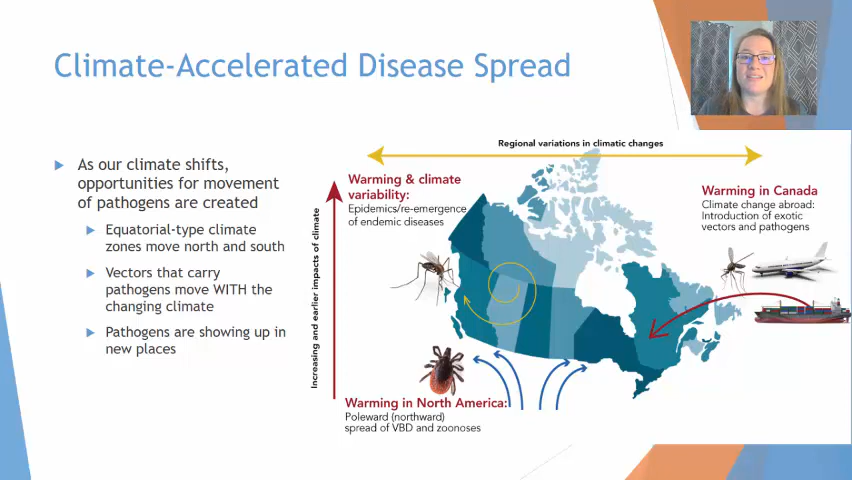 Climate-Accelerated Disease Spread
As our climate shifts,
opportunities for movement
of pathogens are created
Equatorial-type climate
zones move north and south
Vectors that carry
pathogens move WITH the
changing climate
Pathogens are showing up in
new places
Regional variations in climatic changes
Increasing and earlier impacts of climate
Warming & climate
variability:
Epidemics/re-emergence
of endemic diseases
Warming in Canada
Climate change abroad:
Introduction of exotic
vectors and pathogens
Warming in North America:
Poleward (northward)
spread of VBD and zoonoses